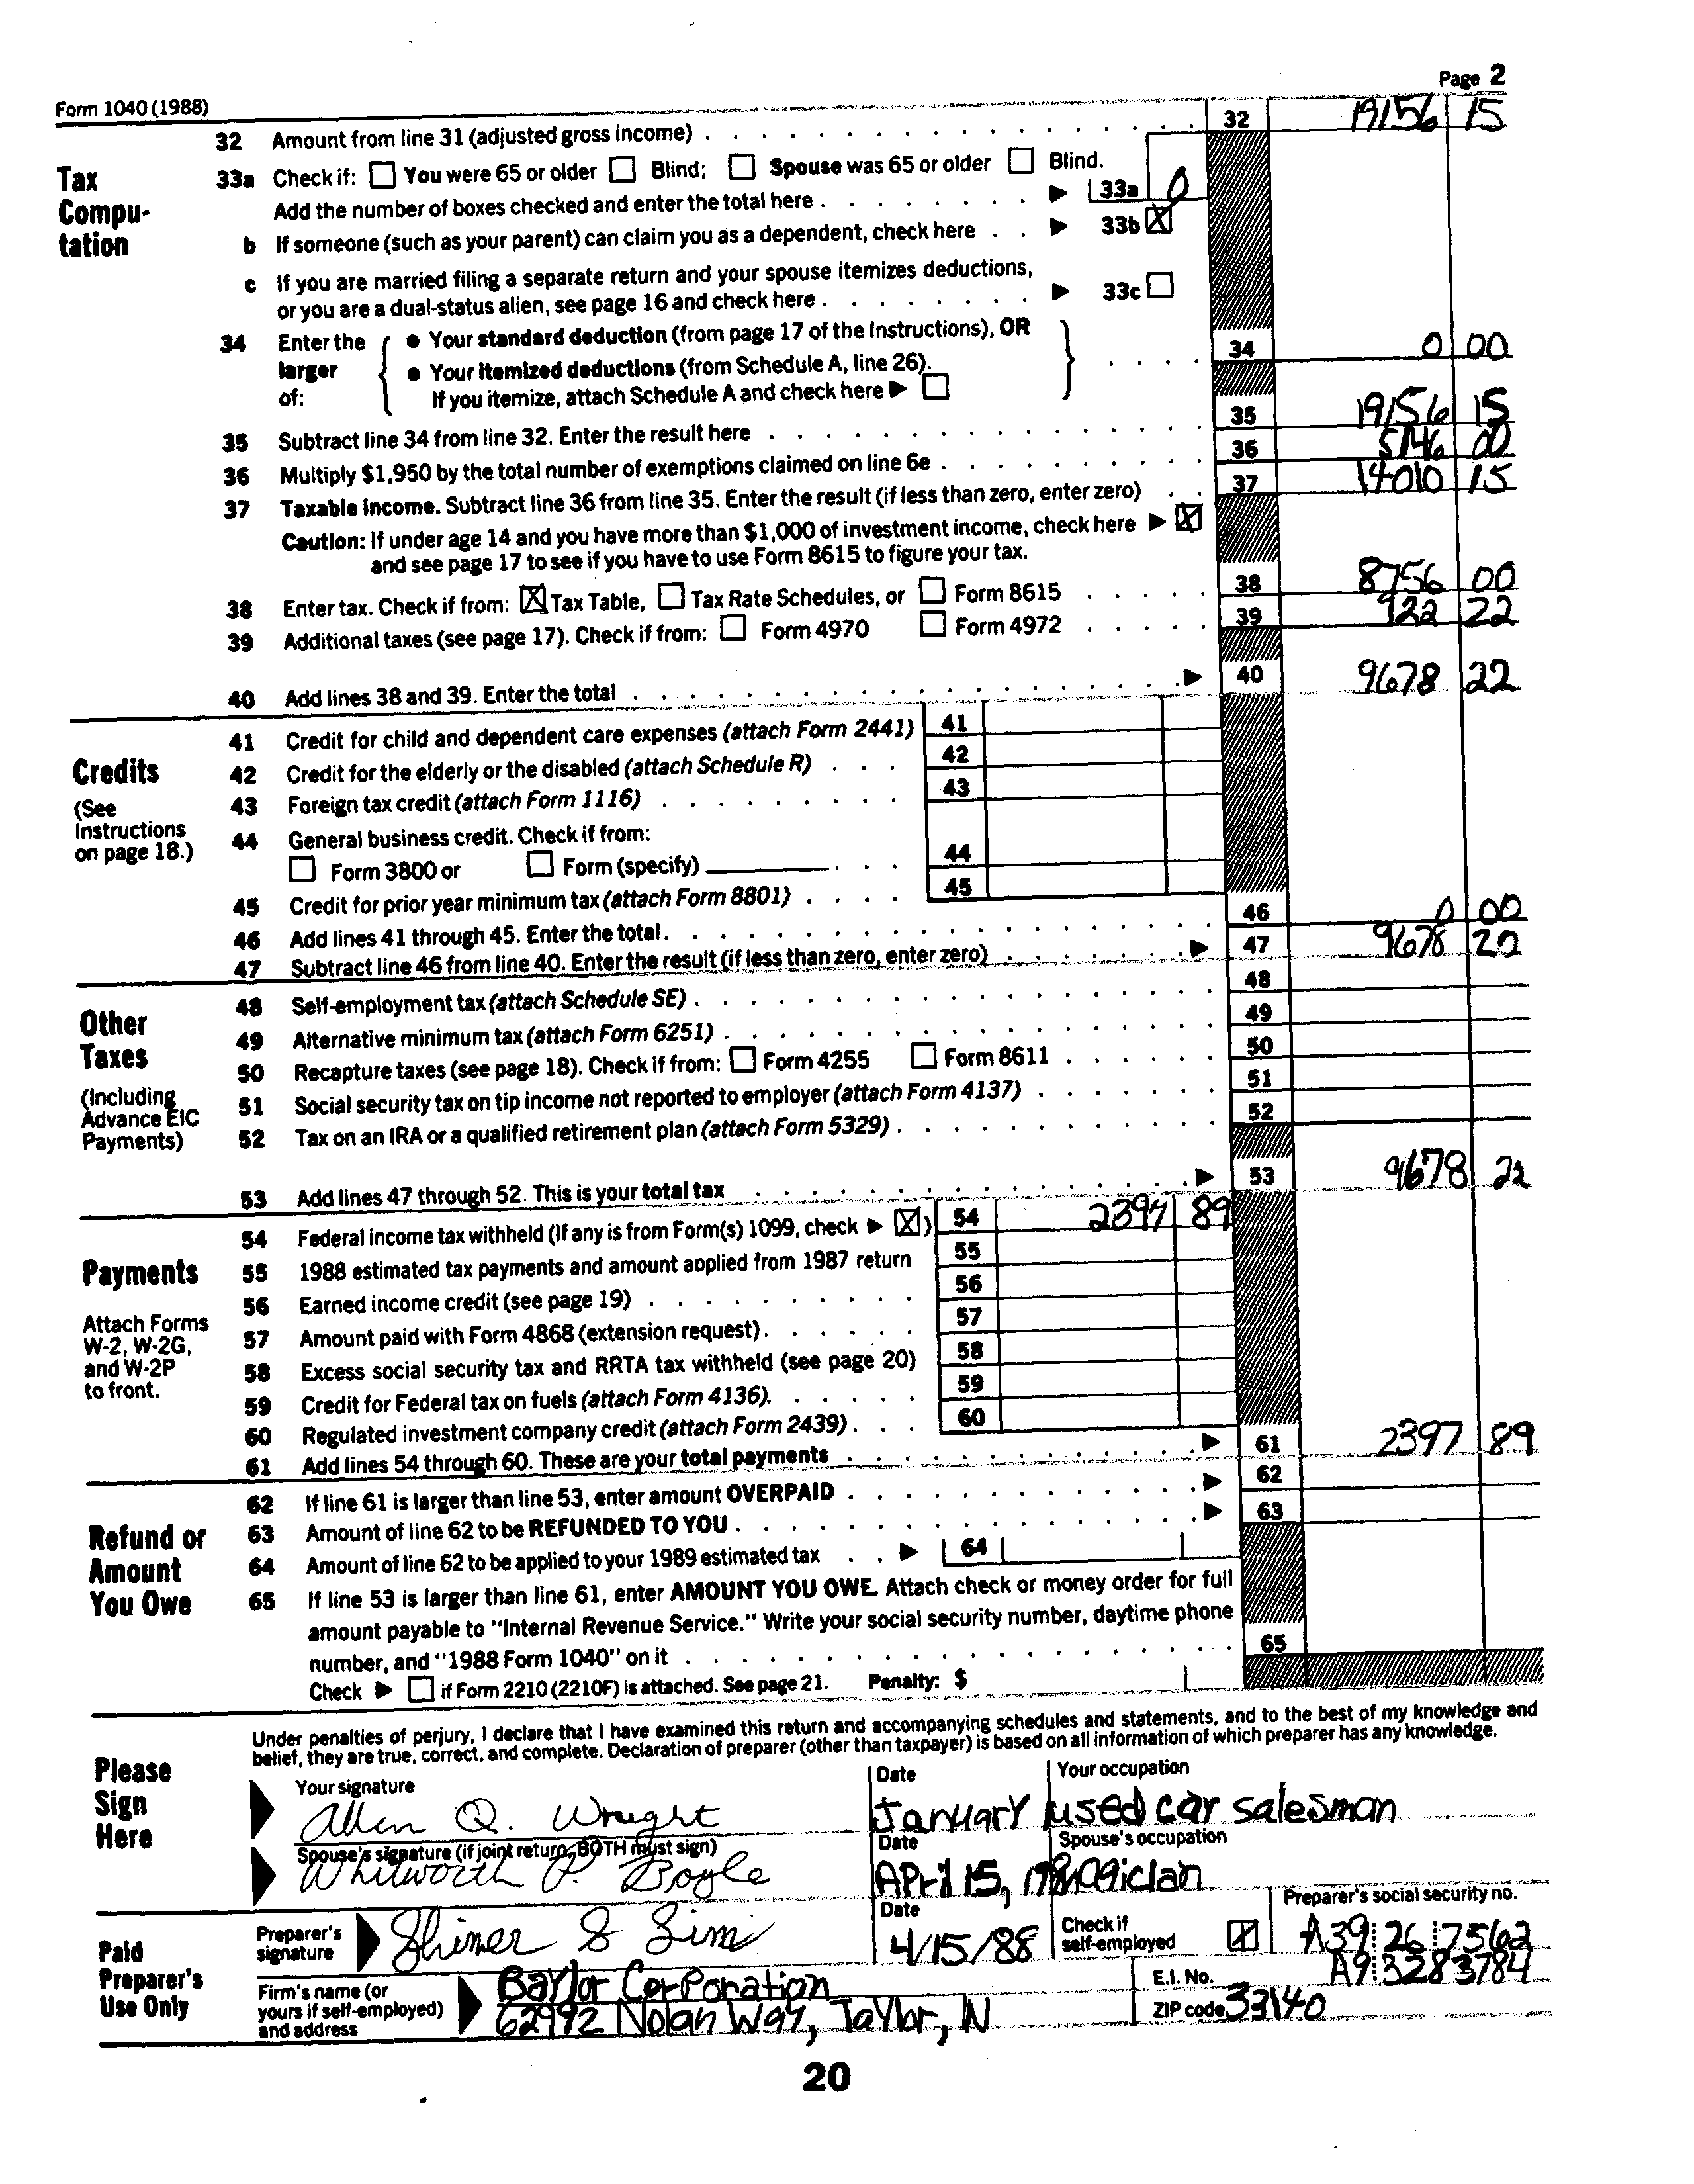 Page 2
Form 1040 (1988)
32 Amount from line 31 (adjusted gross income) 32 19156 15
Tax Compu-tation
33a Check if: ☐ You were 65 or older ☐ Blind; ☐ Spouse was 65 or older ☐ Blind.
Add the number of boxes checked and enter the total here ▶ 33a 0
b If someone (such as your parent) can claim you as a dependent, check here ▶ 33b ☒
c If you are married filing a separate return and your spouse itemizes deductions,
or you are a dual-status alien, see page 16 and check here ▶ 33c ☐
34 Enter the larger of: { • Your standard deduction (from page 17 of the Instructions), OR
• Your itemized deductions (from Schedule A, line 26).
If you itemize, attach Schedule A and check here ▶ ☐ } 34 0 00
35 Subtract line 34 from line 32. Enter the result here 35 19156 15
36 Multiply $1,950 by the total number of exemptions claimed on line 6e 36 5146 00
37 Taxable income. Subtract line 36 from line 35. Enter the result (if less than zero, enter zero) 37 14010 15
Caution: If under age 14 and you have more than $1,000 of investment income, check here ▶ ☒
and see page 17 to see if you have to use Form 8615 to figure your tax.
38 Enter tax. Check if from: ☒ Tax Table, ☐ Tax Rate Schedules, or ☐ Form 8615 38 8756 00
39 Additional taxes (see page 17). Check if from: ☐ Form 4970 ☐ Form 4972 39 922 22
40 Add lines 38 and 39. Enter the total ▶ 40 9678 22
Credits
(See Instructions on page 18.)
41 Credit for child and dependent care expenses (attach Form 2441) 41
42 Credit for the elderly or the disabled (attach Schedule R) 42
43 Foreign tax credit (attach Form 1116) 43
44 General business credit. Check if from:
☐ Form 3800 or ☐ Form (specify) 44
45 Credit for prior year minimum tax (attach Form 8801) 45
46 Add lines 41 through 45. Enter the total. 46 0 00
47 Subtract line 46 from line 40. Enter the result (if less than zero, enter zero) ▶ 47 9678 22
Other Taxes
(Including Advance EIC Payments)
48 Self-employment tax (attach Schedule SE) 48
49 Alternative minimum tax (attach Form 6251) 49
50 Recapture taxes (see page 18). Check if from: ☐ Form 4255 ☐ Form 8611 50
51 Social security tax on tip income not reported to employer (attach Form 4137) 51
52 Tax on an IRA or a qualified retirement plan (attach Form 5329) 52
53 Add lines 47 through 52. This is your total tax ▶ 53 9678 22
Payments
Attach Forms W-2, W-2G, and W-2P to front.
54 Federal income tax withheld (If any is from Form(s) 1099, check ▶ ☒) 54 2397 89
55 1988 estimated tax payments and amount applied from 1987 return 55
56 Earned income credit (see page 19) 56
57 Amount paid with Form 4868 (extension request) 57
58 Excess social security tax and RRTA tax withheld (see page 20) 58
59 Credit for Federal tax on fuels (attach Form 4136). 59
60 Regulated investment company credit (attach Form 2439) 60
61 Add lines 54 through 60. These are your total payments ▶ 61 2397 89
Refund or Amount You Owe
62 If line 61 is larger than line 53, enter amount OVERPAID ▶ 62
63 Amount of line 62 to be REFUNDED TO YOU ▶ 63
64 Amount of line 62 to be applied to your 1989 estimated tax ▶ 64
65 If line 53 is larger than line 61, enter AMOUNT YOU OWE. Attach check or money order for full
amount payable to "Internal Revenue Service." Write your social security number, daytime phone
number, and "1988 Form 1040" on it 65
Check ▶ ☐ if Form 2210 (2210F) is attached. See page 21. Penalty: $
Please Sign Here
Under penalties of perjury, I declare that I have examined this return and accompanying schedules and statements, and to the best of my knowledge and
belief, they are true, correct, and complete. Declaration of preparer (other than taxpayer) is based on all information of which preparer has any knowledge.
Your signature Date Your occupation
Allen Q. Wright January used car salesman
Spouse's signature (if joint return, BOTH must sign) Date Spouse's occupation
Whitworth P. Boyle April 15, magician
Paid Preparer's Use Only
Preparer's signature Date Check if self-employed Preparer's social security no.
Shimer S Sim 4/15/88 ☒ A39 26 7562
Firm's name (or yours if self-employed) and address E.I. No. ZIP code
Baylor Corporation A9 3283784
62992 Nolan Way, Taylor, IN 33140
20